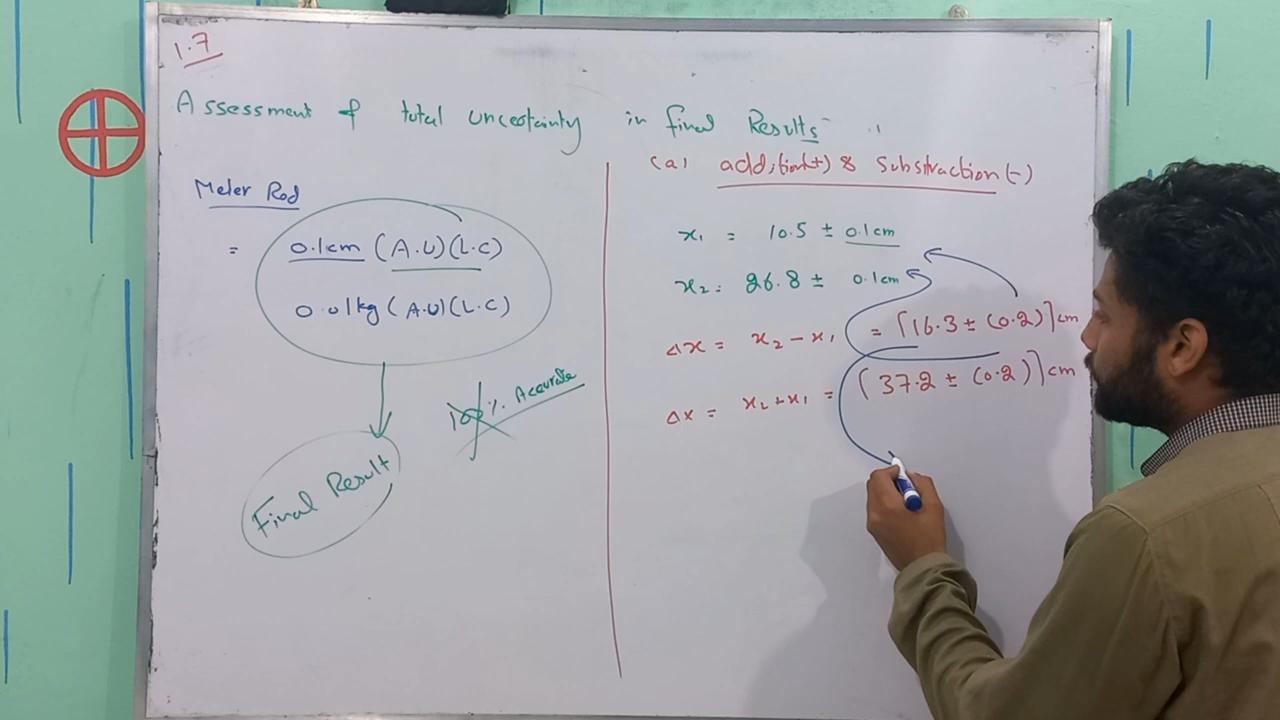 1.7
Assessment of total uncertainty in final Results
Meter Rod
= 0.1cm (A.U)(L.C)
0.01kg (A.U)(L.C)
Final Result
100% Accurate
(a) addition(+) & Substraction(-)
x₁ = 10.5 ± 0.1cm
x₂ = 26.8 ± 0.1cm
Δx = x₂ - x₁ = [16.3 ± (0.2)]cm
Δx = x₂ + x₁ = [37.2 ± (0.2)]cm